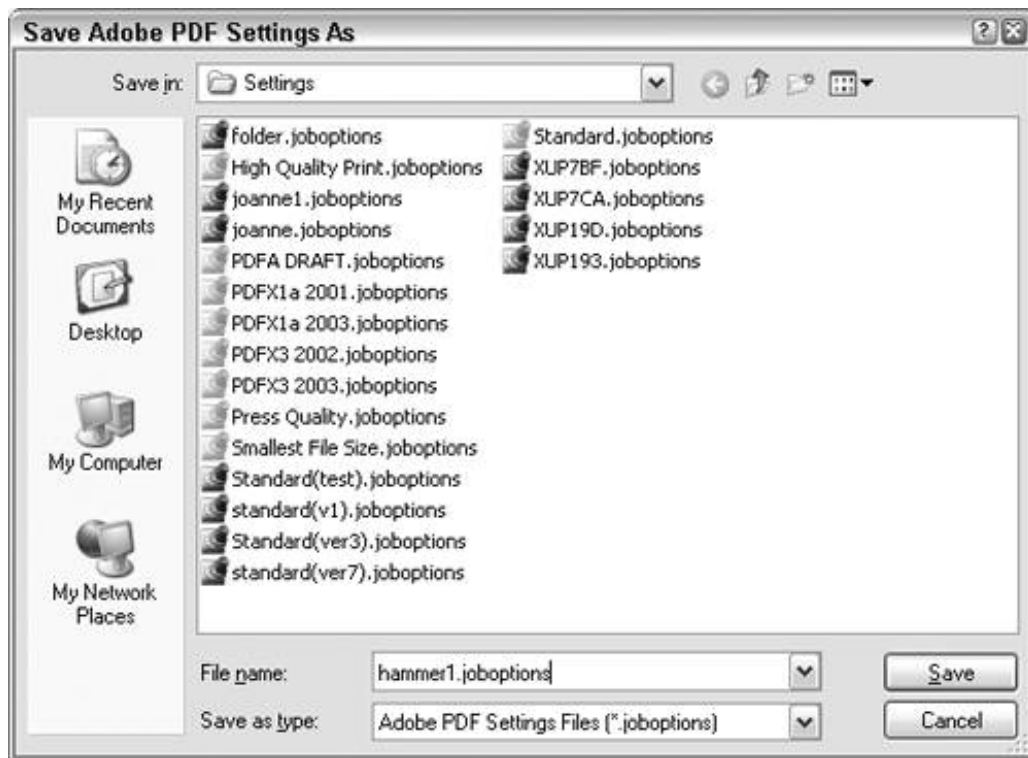 Save Adobe PDF Settings As
Save in:
Settings
My Recent
Documents
Desktop
My Computer
My Network
Places
folder.joboptions
High Quality Print.joboptions
joanne1.joboptions
joanne.joboptions
PDFA DRAFT.joboptions
PDFX1a 2001.joboptions
PDFX1a 2003.joboptions
PDFX3 2002.joboptions
PDFX3 2003.joboptions
Press Quality.joboptions
Smallest File Size.joboptions
Standard(test).joboptions
standard(v1).joboptions
Standard(ver3).joboptions
standard(ver7).joboptions
Standard.joboptions
XUP7BF.joboptions
XUP7CA.joboptions
XUP19D.joboptions
XUP193.joboptions
File name:
hammer1.joboptions
Save
Save as type:
Adobe PDF Settings Files (*.joboptions)
Cancel